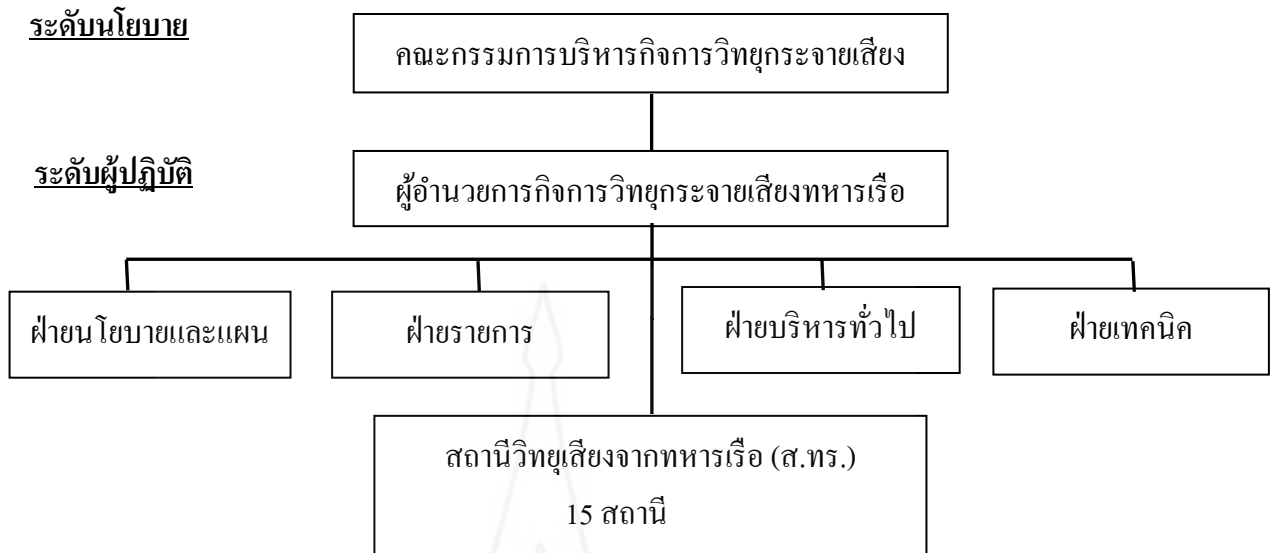 ระดับนโยบาย
คณะกรรมการบริหารกิจการวิทยุกระจายเสียง
ระดับผู้ปฏิบัติ
ผู้อำนวยการกิจการวิทยุกระจายเสียงทหารเรือ
ฝ่ายนโยบายและแผน
ฝ่ายรายการ
ฝ่ายบริหารทั่วไป
ฝ่ายเทคนิค
สถานีวิทยุเสียงจากทหารเรือ (ส.ทร.)
15 สถานี